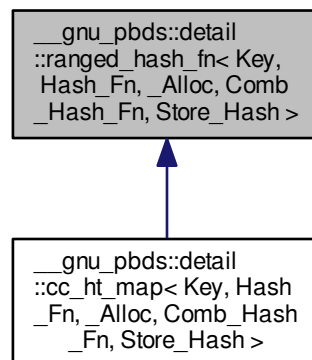 __gnu_pbds::detail
::ranged_hash_fn< Key,
Hash_Fn, _Alloc, Comb
_Hash_Fn, Store_Hash >
__gnu_pbds::detail
::cc_ht_map< Key, Hash
_Fn, _Alloc, Comb_Hash
_Fn, Store_Hash >